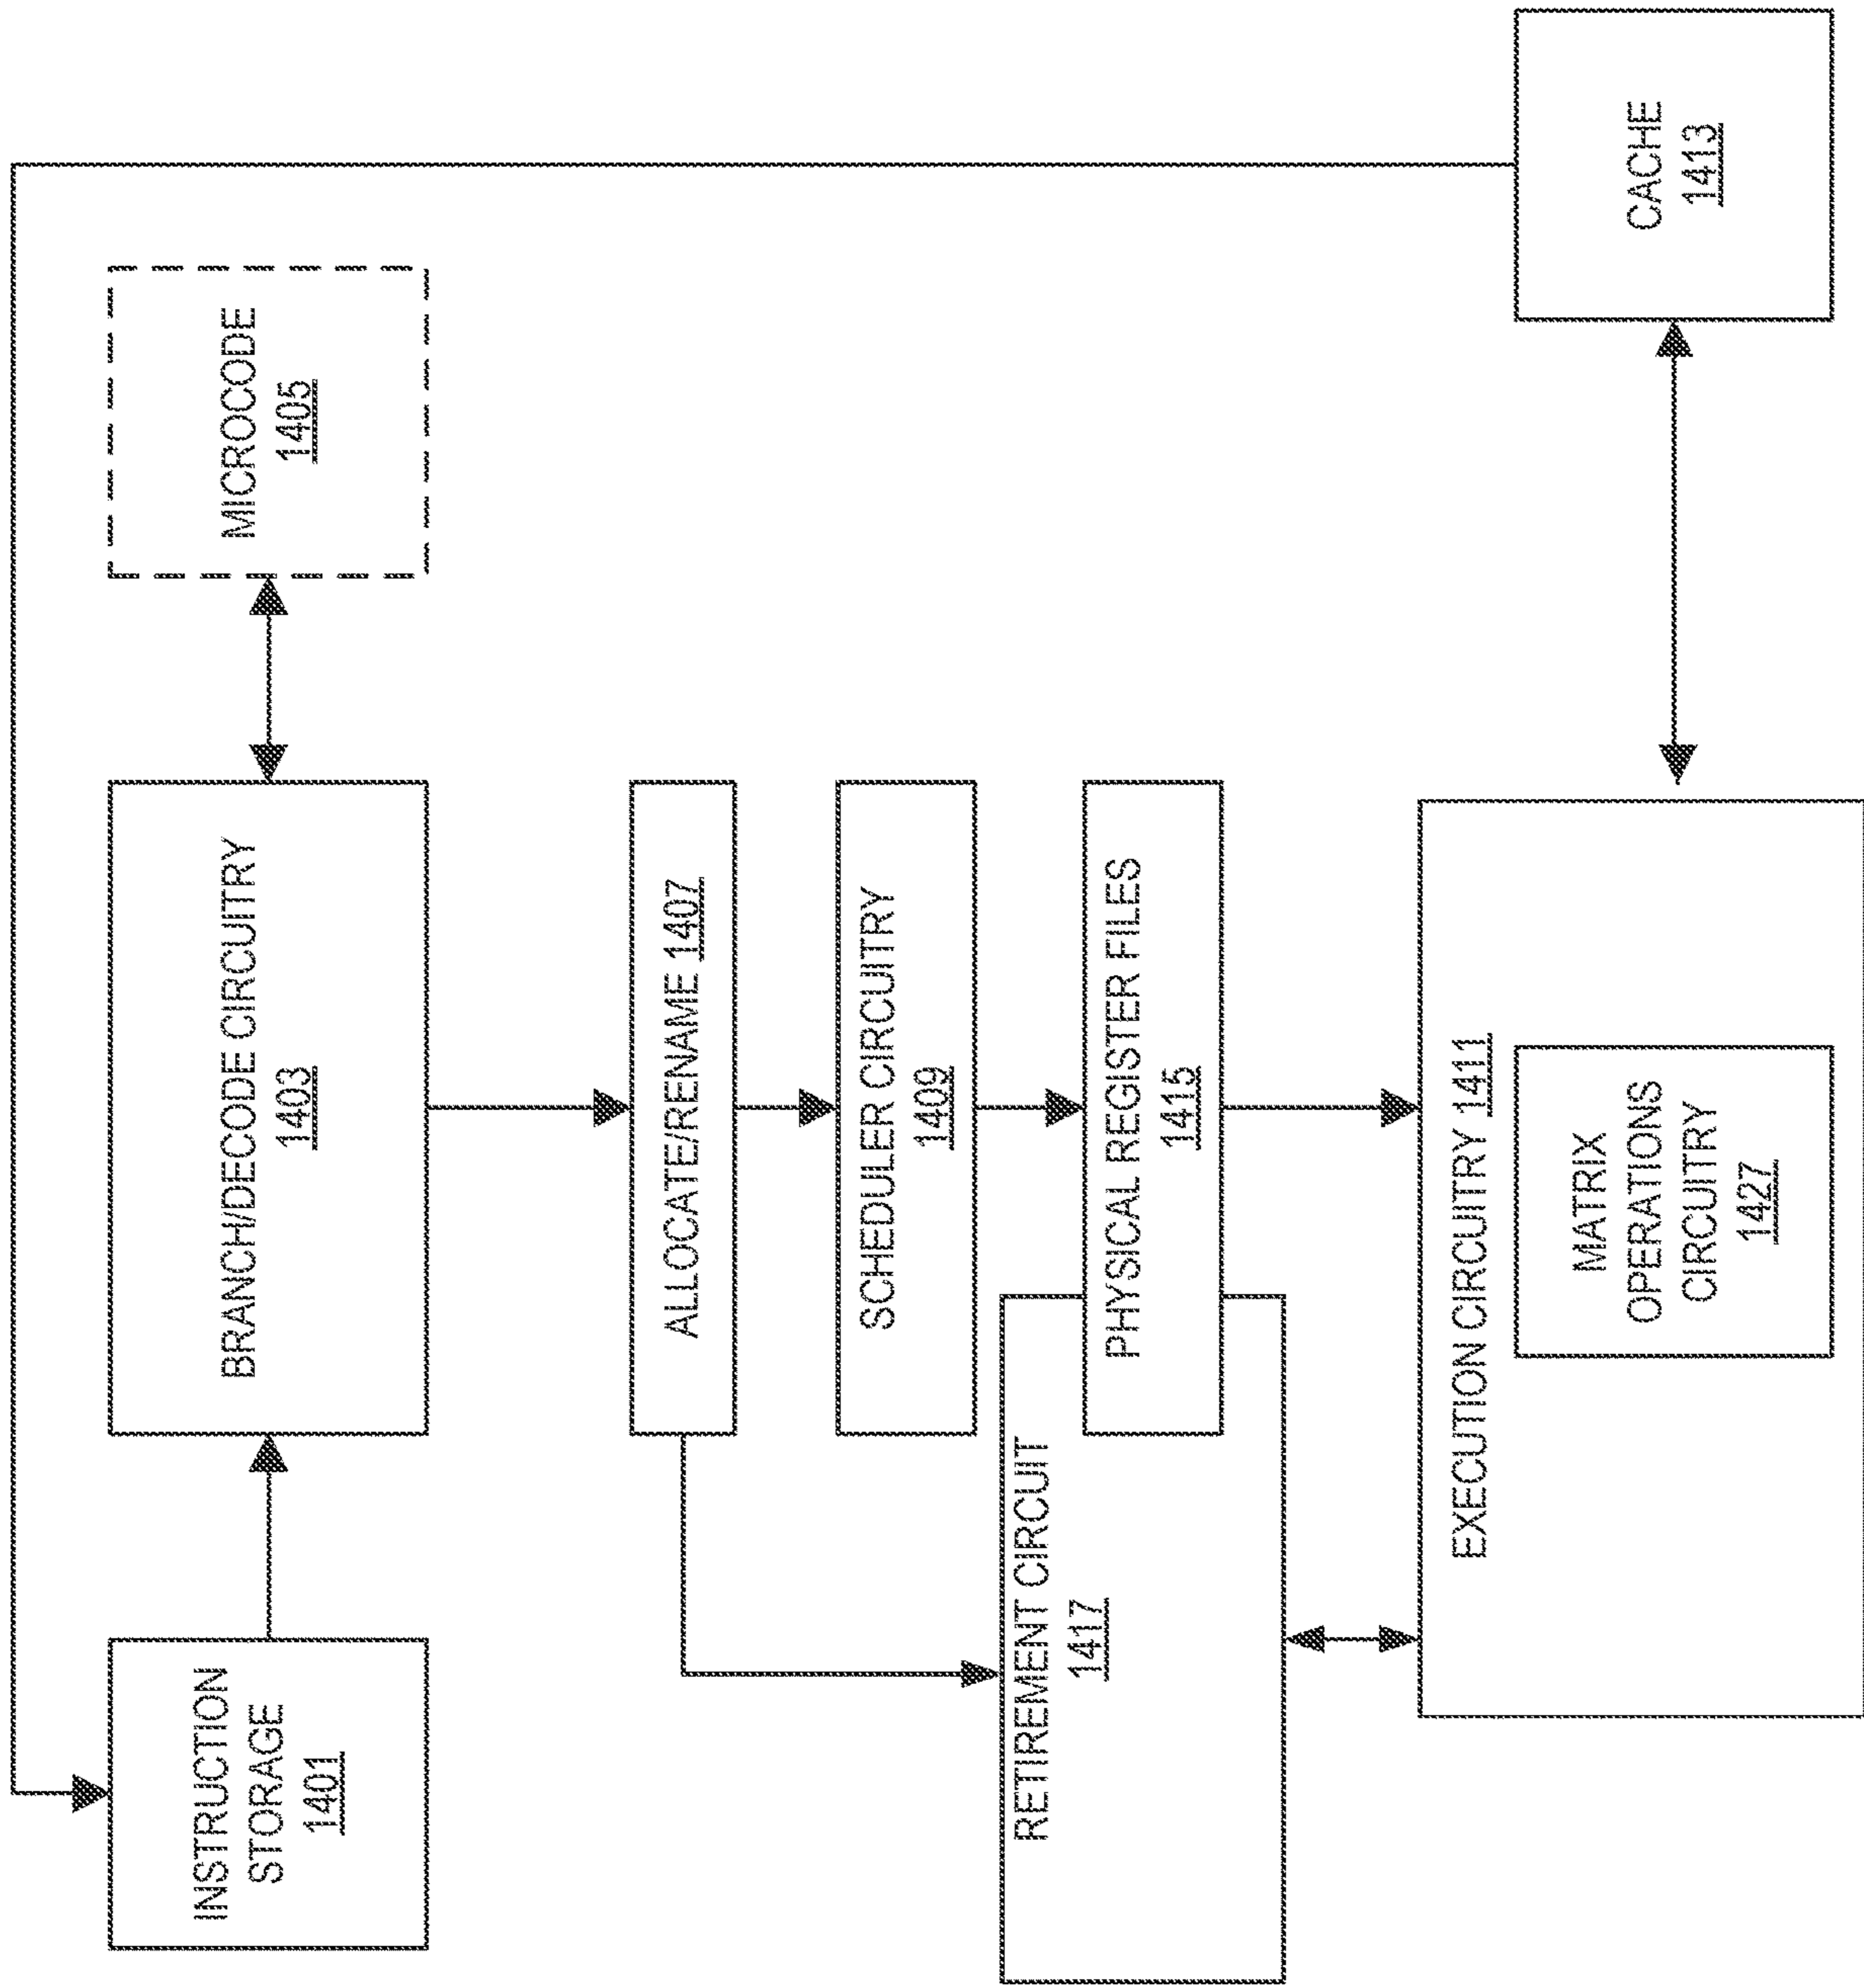 INSTRUCTION
STORAGE
1401
BRANCH/DECODE CIRCUITRY
1403
MICROCODE
1405
ALLOCATE/RENAME 1407
SCHEDULER CIRCUITRY
1409
RETIREMENT CIRCUIT
1417
PHYSICAL REGISTER FILES
1415
EXECUTION CIRCUITRY 1411
MATRIX
OPERATIONS
CIRCUITRY
1427
CACHE
1413